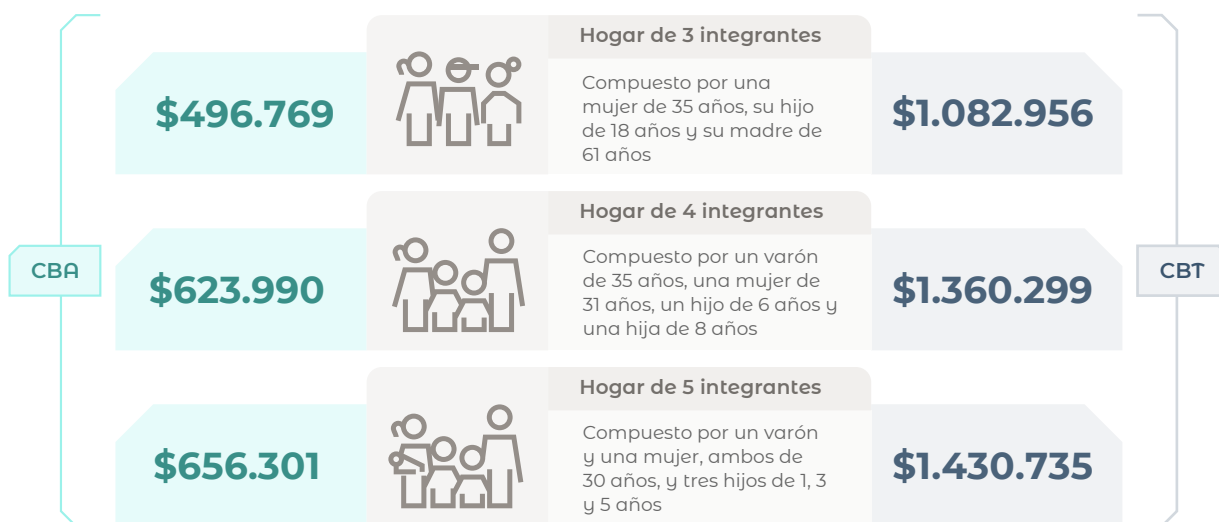 Hogar de 3 integrantes
$496.769
Compuesto por una
mujer de 35 años, su hijo
de 18 años y su madre de
61 años
$1.082.956
CBA
Hogar de 4 integrantes
$623.990
Compuesto por un varón
de 35 años, una mujer de
31 años, un hijo de 6 años y
una hija de 8 años
$1.360.299
CBT
Hogar de 5 integrantes
$656.301
Compuesto por un varón
y una mujer, ambos de
30 años, y tres hijos de 1, 3
y 5 años
$1.430.735